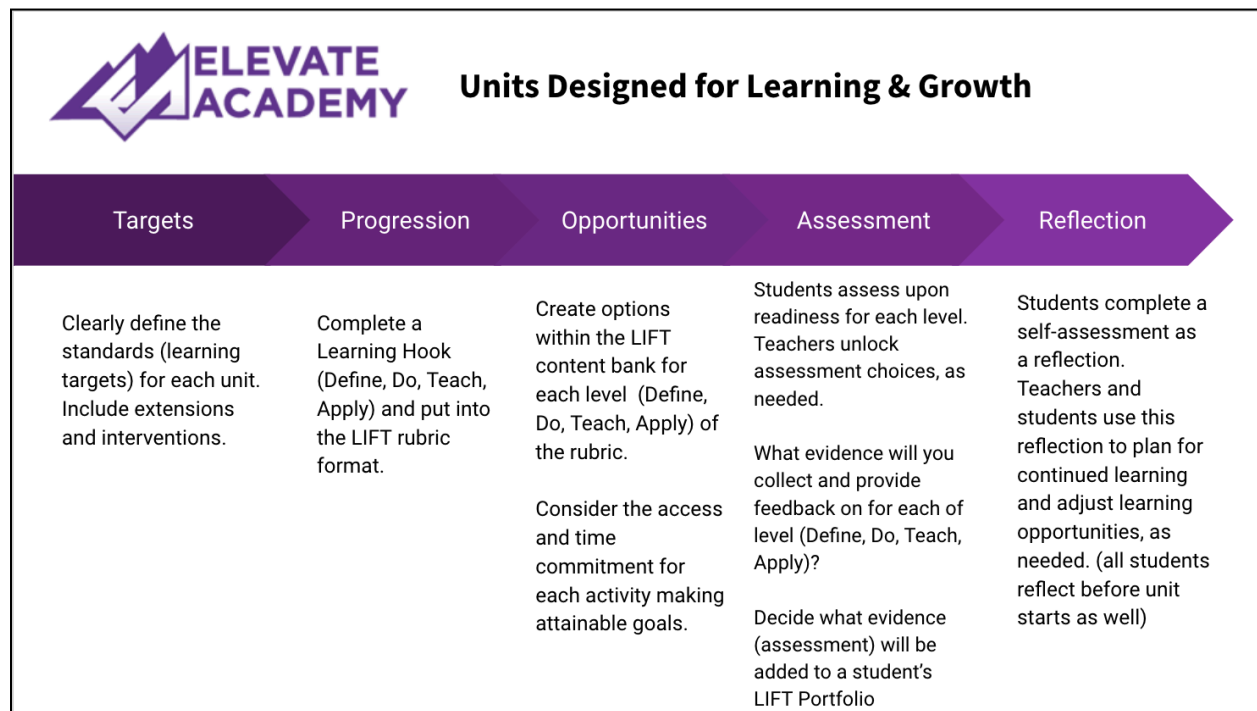 ELEVATE
ACADEMY
Units Designed for Learning & Growth
Targets
Progression
Opportunities
Assessment
Reflection
Clearly define the
standards (learning
targets) for each unit.
Include extensions
and interventions.
Complete a
Learning Hook
(Define, Do, Teach,
Apply) and put into
the LIFT rubric
format.
Create options
within the LIFT
content bank for
each level (Define,
Do, Teach, Apply) of
the rubric.
Consider the access
and time
commitment for
each activity making
attainable goals.
Students assess upon
readiness for each level.
Teachers unlock
assessment choices, as
needed.
What evidence will you
collect and provide
feedback on for each of
level (Define, Do, Teach,
Apply)?
Decide what evidence
(assessment) will be
added to a student's
LIFT Portfolio
Students complete a
self-assessment as
a reflection.
Teachers and
students use this
reflection to plan for
continued learning
and adjust learning
opportunities, as
needed. (all students
reflect before unit
starts as well)